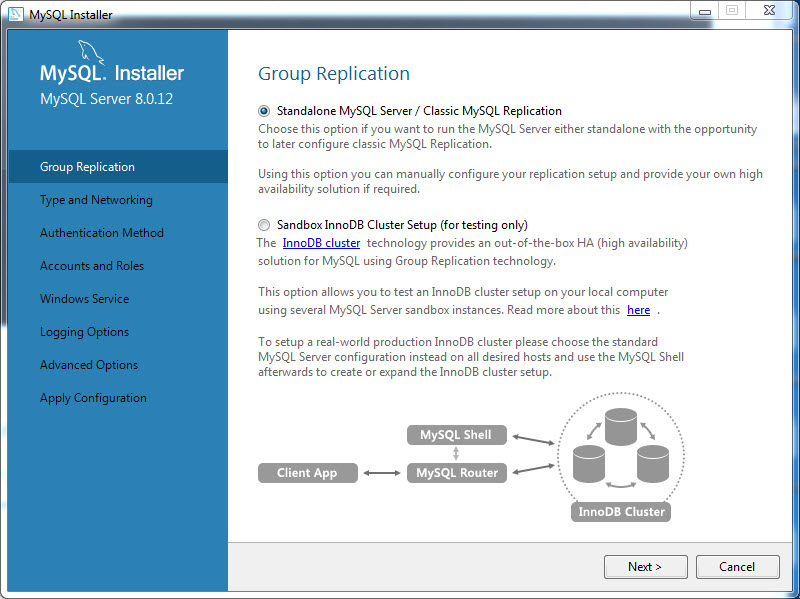 MySQL Installer
MySQL. Installer
MySQL Server 8.0.12
Group Replication
Type and Networking
Authentication Method
Accounts and Roles
Windows Service
Logging Options
Advanced Options
Apply Configuration
Group Replication
Standalone MySQL Server / Classic MySQL Replication
Choose this option if you want to run the MySQL Server either standalone with the opportunity
to later configure classic MySQL Replication.
Using this option you can manually configure your replication setup and provide your own high
availability solution if required.
Sandbox InnoDB Cluster Setup (for testing only)
The InnoDB cluster technology provides an out-of-the-box HA (high availability)
solution for MySQL using Group Replication technology.
This option allows you to test an InnoDB cluster setup on your local computer
using several MySQL Server sandbox instances. Read more about this here .
To setup a real-world production InnoDB cluster please choose the standard
MySQL Server configuration instead on all desired hosts and use the MySQL Shell
afterwards to create or expand the InnoDB cluster setup.
MySQL Shell
Client App
MySQL Router
InnoDB Cluster
Next >
Cancel